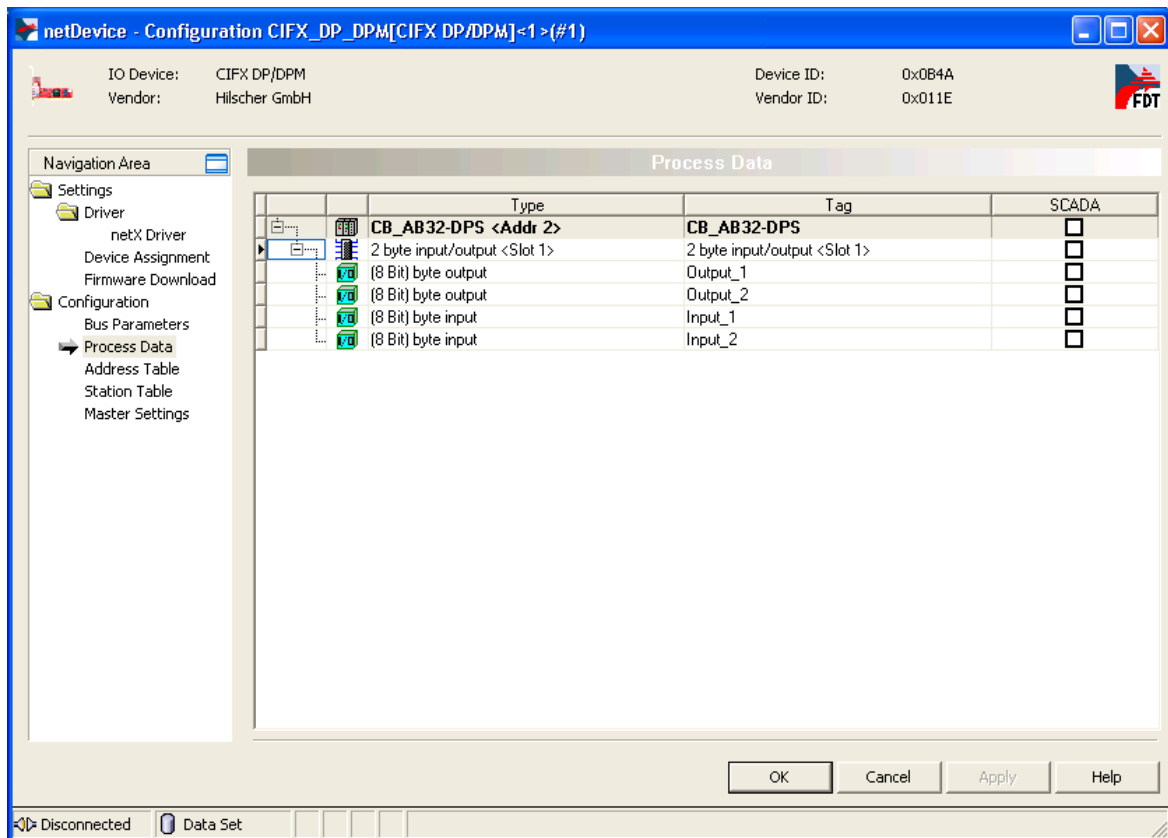 netDevice - Configuration CIFX_DP_DPM[CIFX DP/DPM]<1>(#1)
IO Device: CIFX DP/DPM Device ID: 0x0B4A
Vendor: Hilscher GmbH Vendor ID: 0x011E
FDT
Navigation Area
Process Data
Settings
Driver
netX Driver
Device Assignment
Firmware Download
Configuration
Bus Parameters
Process Data
Address Table
Station Table
Master Settings
Type Tag SCADA
CB_AB32-DPS <Addr 2> CB_AB32-DPS
2 byte input/output <Slot 1> 2 byte input/output <Slot 1>
(8 Bit) byte output Output_1
(8 Bit) byte output Output_2
(8 Bit) byte input Input_1
(8 Bit) byte input Input_2
OK Cancel Apply Help
Disconnected Data Set